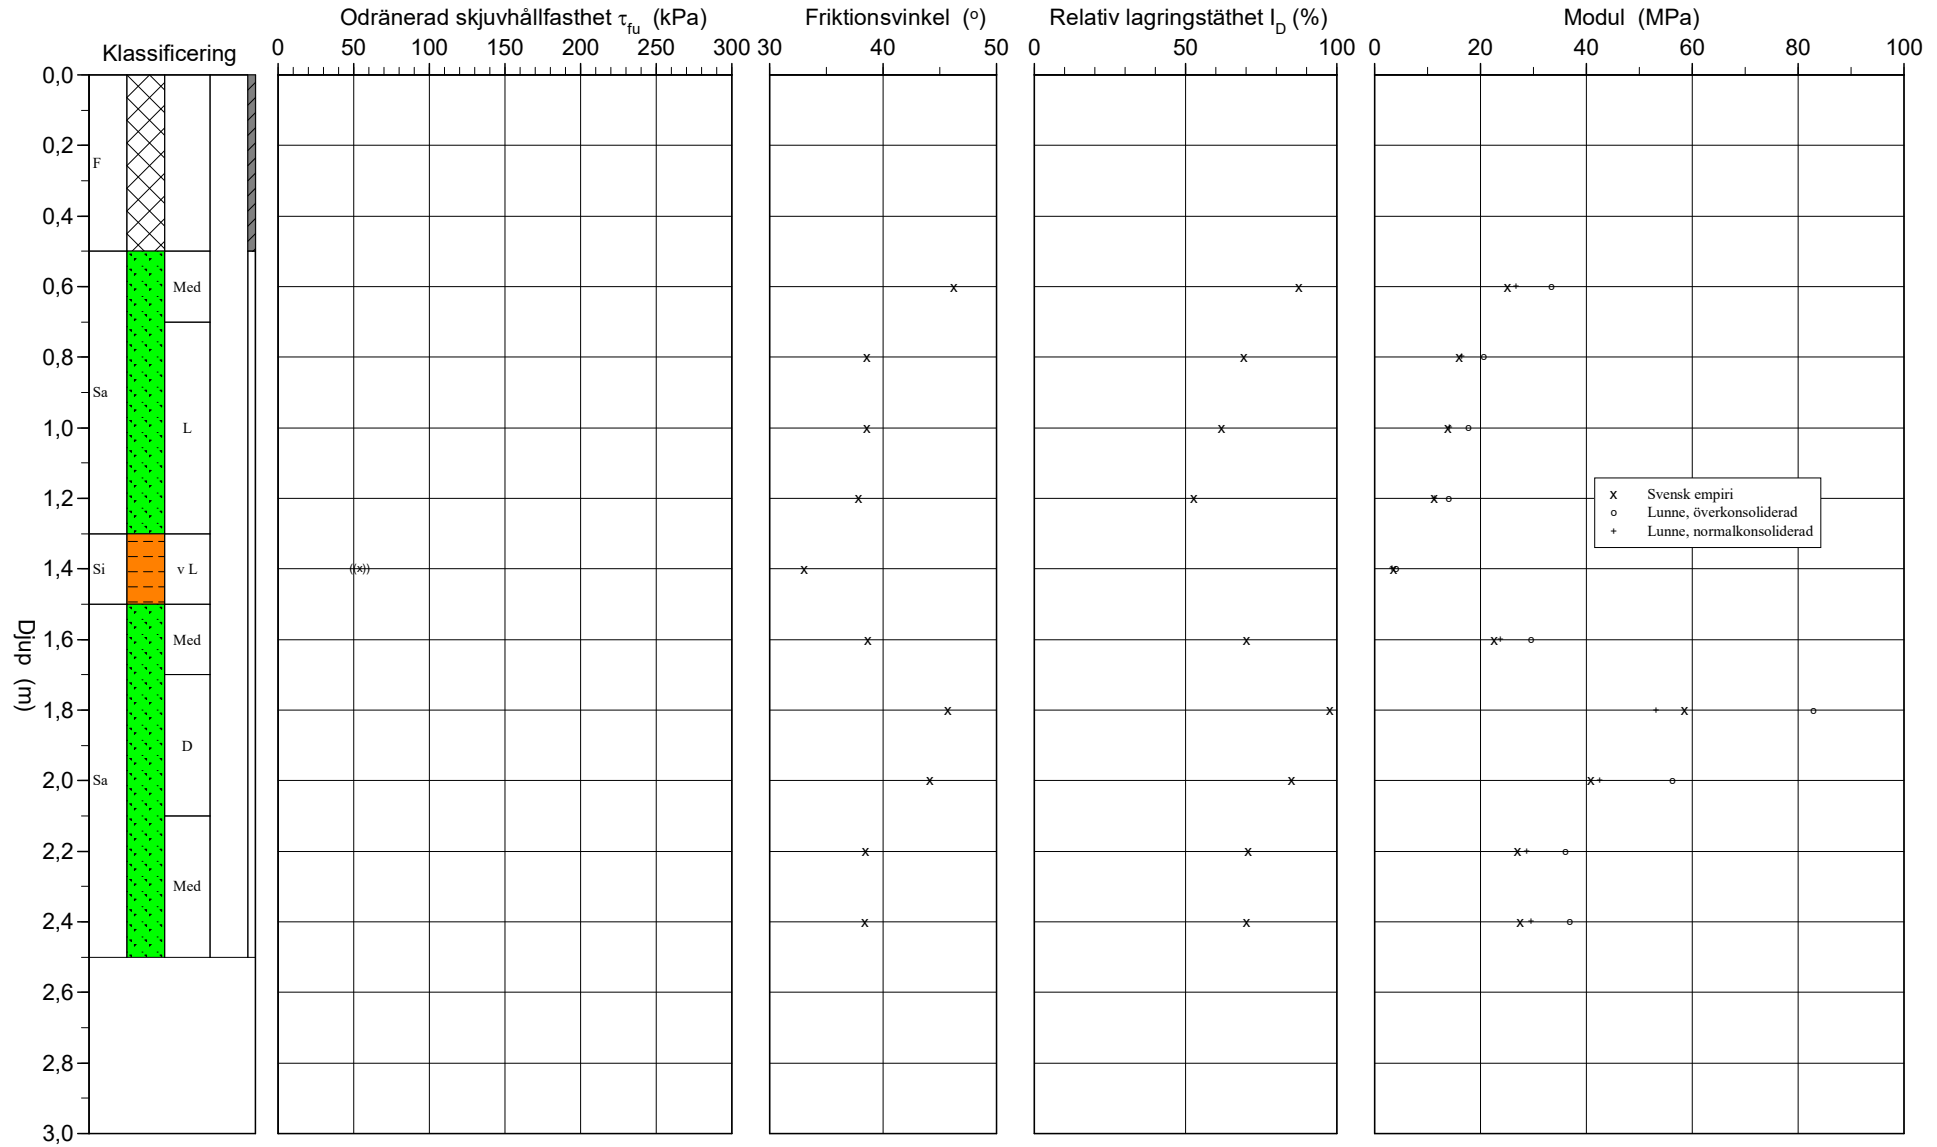 Odränerad skjuvhållfasthet τfu (kPa)
Friktionsvinkel (o)
Relativ lagringstäthet ID (%)
Modul (MPa)
Klassificering
0 50 100 150 200 250 300
30 40 50
0 50 100
0 20 40 60 80 100
0,0
0,2
F
0,4
0,6
Med
0,8
Sa
1,0
L
1,2
x Svensk empiri
o Lunne, överkonsoliderad
+ Lunne, normalkonsoliderad
1,4
Si
v L
((x))
1,6
Med
Djup (m)
1,8
D
2,0
Sa
2,2
Med
2,4
2,6
2,8
3,0